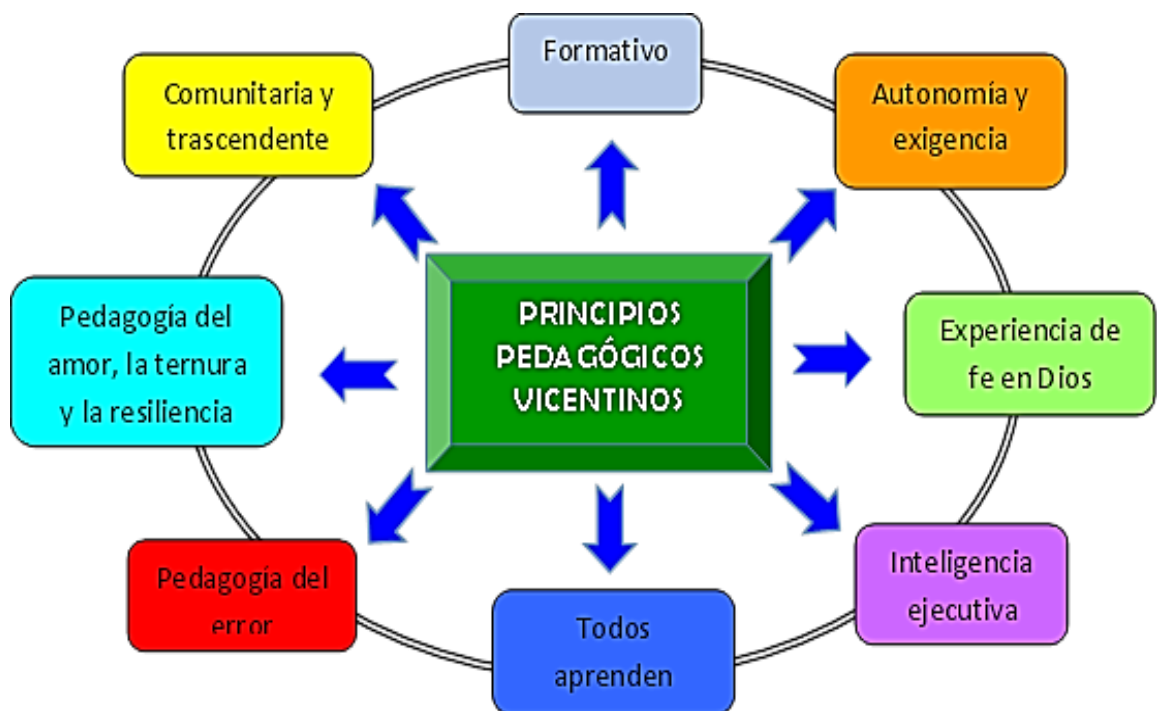 Formativo
Autonomía y
exigencia
Experiencia de
fe en Dios
Inteligencia
ejecutiva
Todos
aprenden
Pedagogía del
error
Pedagogía del
amor, la ternura
y la resiliencia
Comunitaria y
trascendente
PRINCIPIOS
PEDAGÓGICOS
VICENTINOS